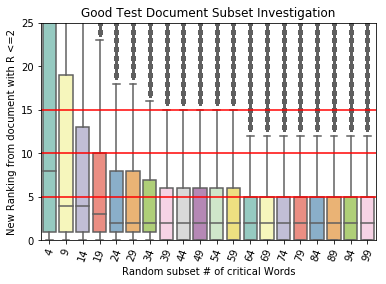 Good Test Document Subset Investigation
New Ranking from document with R <=2
25
20
15
10
5
0
4 9 14 19 24 29 34 39 44 49 54 59 64 69 74 79 84 89 94 99
Random subset # of critical Words